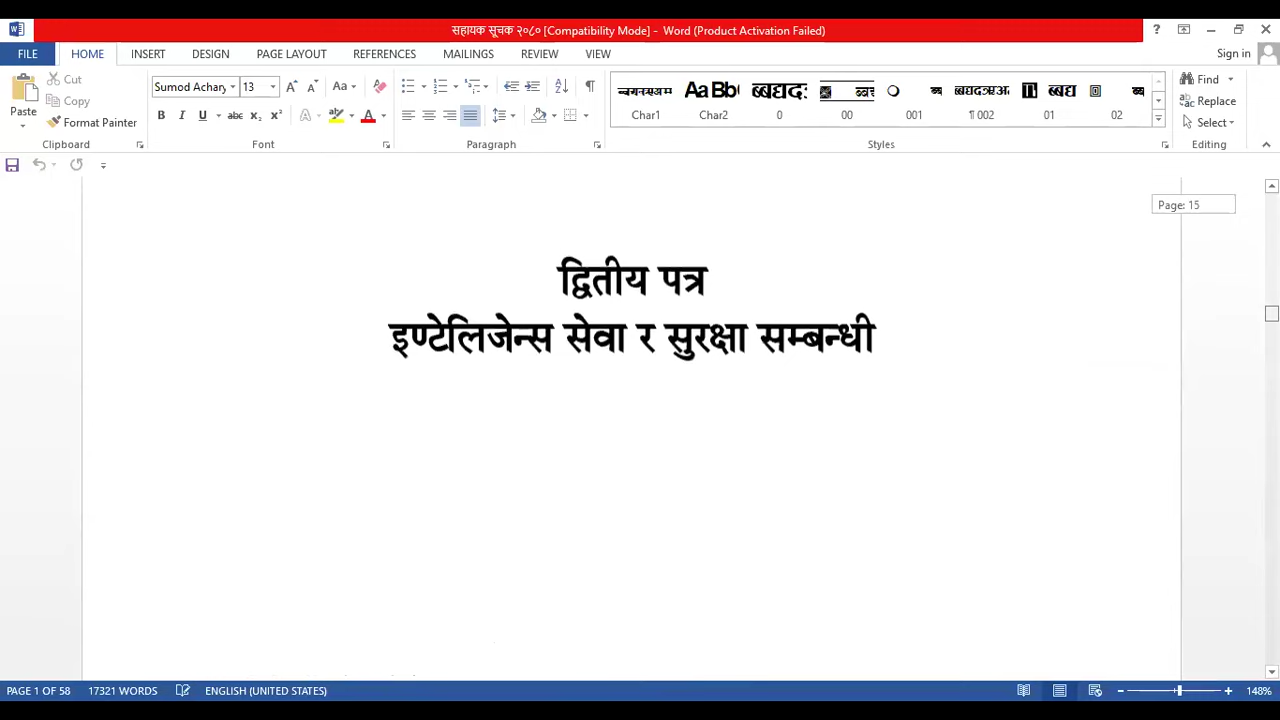 सहायक सूचक २०८० [Compatibility Mode] - Word (Product Activation Failed)
FILE HOME INSERT DESIGN PAGE LAYOUT REFERENCES MAILINGS REVIEW VIEW Sign in
Cut
Copy
Format Painter
Paste
Sumod Achary 13
Char1 Char2 0 00 001 ¶ 002 01 02
Find
Replace
Select
Clipboard Font Paragraph Styles Editing
Page: 15
द्वितीय पत्र
इण्टेलिजेन्स सेवा र सुरक्षा सम्बन्धी
PAGE 1 OF 58 17321 WORDS ENGLISH (UNITED STATES) 148%